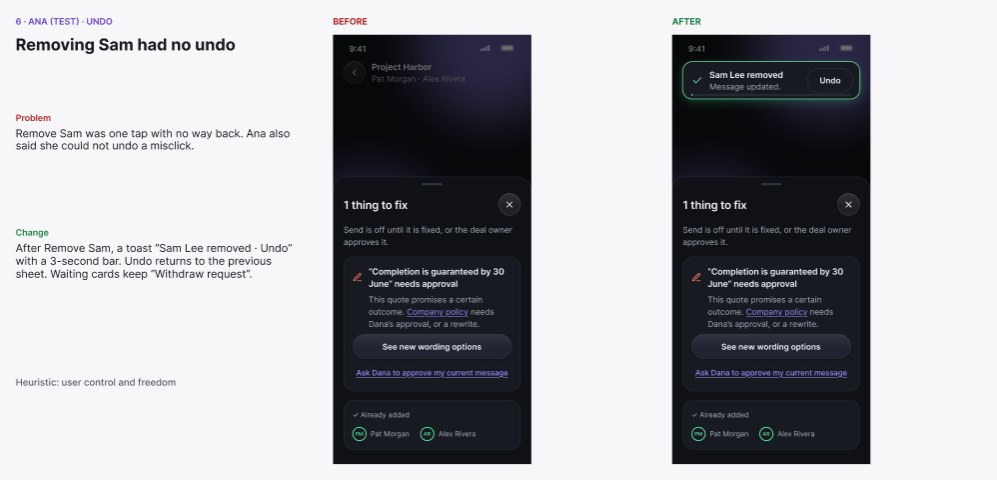 6 · ANA (TEST) · UNDO
Removing Sam had no undo
Problem
Remove Sam was one tap with no way back. Ana also
said she could not undo a misclick.
Change
After Remove Sam, a toast “Sam Lee removed · Undo”
with a 3-second bar. Undo returns to the previous
sheet. Waiting cards keep “Withdraw request”.
Heuristic: user control and freedom
BEFORE
9:41
Project Harbor
Pat Morgan · Alex Rivera
1 thing to fix
Send is off until it is fixed, or the deal owner
approves it.
“Completion is guaranteed by 30
June” needs approval
This quote promises a certain
outcome. Company policy needs
Dana’s approval, or a rewrite.
See new wording options
Ask Dana to approve my current message
✓ Already added
PM Pat Morgan AR Alex Rivera
AFTER
9:41
Sam Lee removed
Message updated.
Undo
1 thing to fix
Send is off until it is fixed, or the deal owner
approves it.
“Completion is guaranteed by 30
June” needs approval
This quote promises a certain
outcome. Company policy needs
Dana’s approval, or a rewrite.
See new wording options
Ask Dana to approve my current message
✓ Already added
PM Pat Morgan AR Alex Rivera